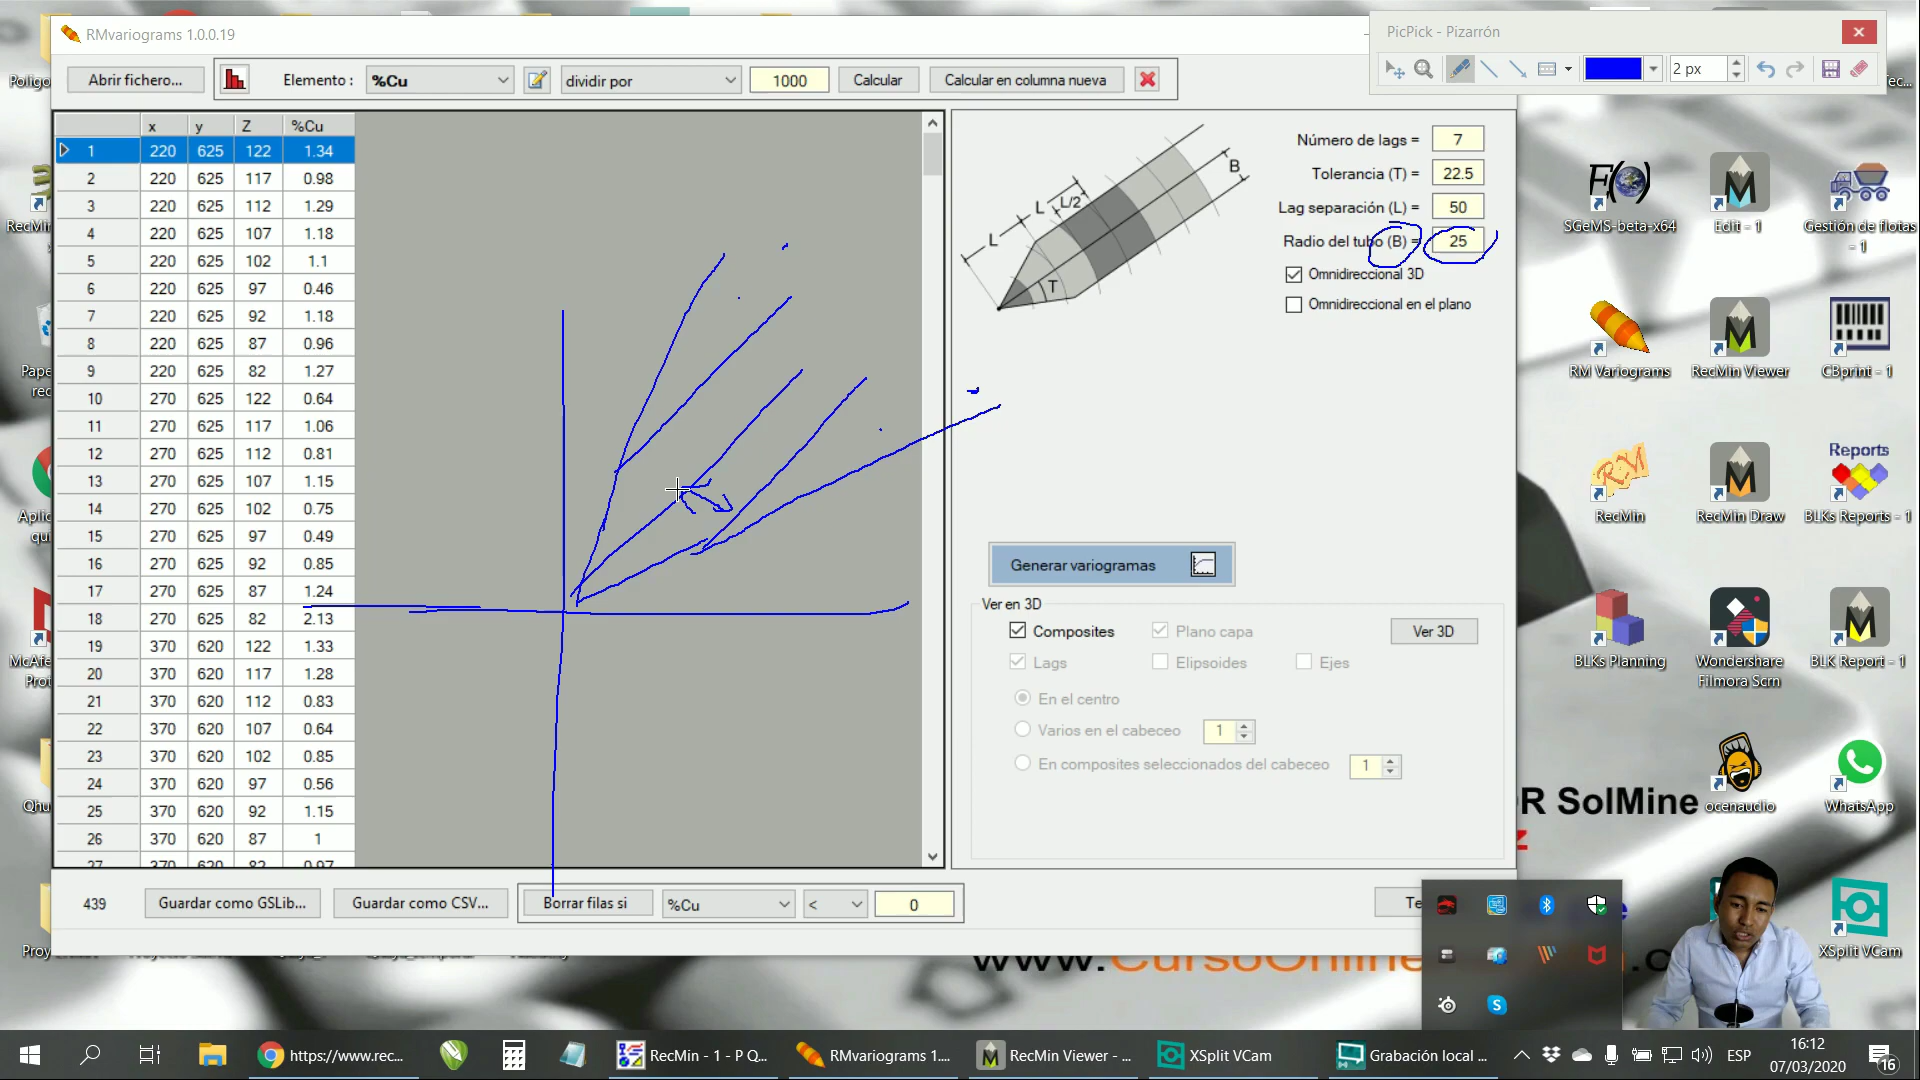 RMvariograms 1.0.0.19
PicPick - Pizarrón
2 px
Abrir fichero...
Elemento :
%Cu
dividir por
1000
Calcular
Calcular en columna nueva
x y Z %Cu
1 220 625 122 1.34
2 220 625 117 0.98
3 220 625 112 1.29
4 220 625 107 1.18
5 220 625 102 1.1
6 220 625 97 0.46
7 220 625 92 1.18
8 220 625 87 0.96
9 220 625 82 1.27
10 270 625 122 0.64
11 270 625 117 1.06
12 270 625 112 0.81
13 270 625 107 1.15
14 270 625 102 0.75
15 270 625 97 0.49
16 270 625 92 0.85
17 270 625 87 1.24
18 270 625 82 2.13
19 370 620 122 1.33
20 370 620 117 1.28
21 370 620 112 0.83
22 370 620 107 0.64
23 370 620 102 0.85
24 370 620 97 0.56
25 370 620 92 1.15
26 370 620 87 1
27 370 620 82 0.97
L
L
L/2
B
T
Número de lags = 7
Tolerancia (T) = 22.5
Lag separación (L) = 50
Radio del tubo (B) = 25
Omnidireccional 3D
Omnidireccional en el plano
Generar variogramas
Ver en 3D
Composites
Plano capa
Ver 3D
Lags
Elipsoides
Ejes
En el centro
Varios en el cabeceo 1
En composites seleccionados del cabeceo 1
439
Guardar como GSLib...
Guardar como CSV...
Borrar filas si
%Cu
<
0
Te
SGeMS-beta-x64
Edit - 1
Gestión de flotas - 1
RM Variograms
RecMin Viewer
CBprint - 1
RecMin
RecMin Draw
Reports
BLKs Reports - 1
BLKs Planning
Wondershare Filmora Scrn
BLK Report - 1
R SolMine
ocenaudio
WhatsApp
XSplit VCam
www.CursoOnline
https://www.rec...
RecMin - 1 - P Q...
RMvariograms 1....
RecMin Viewer - ...
XSplit VCam
Grabación local ...
ESP
16:12
07/03/2020
16